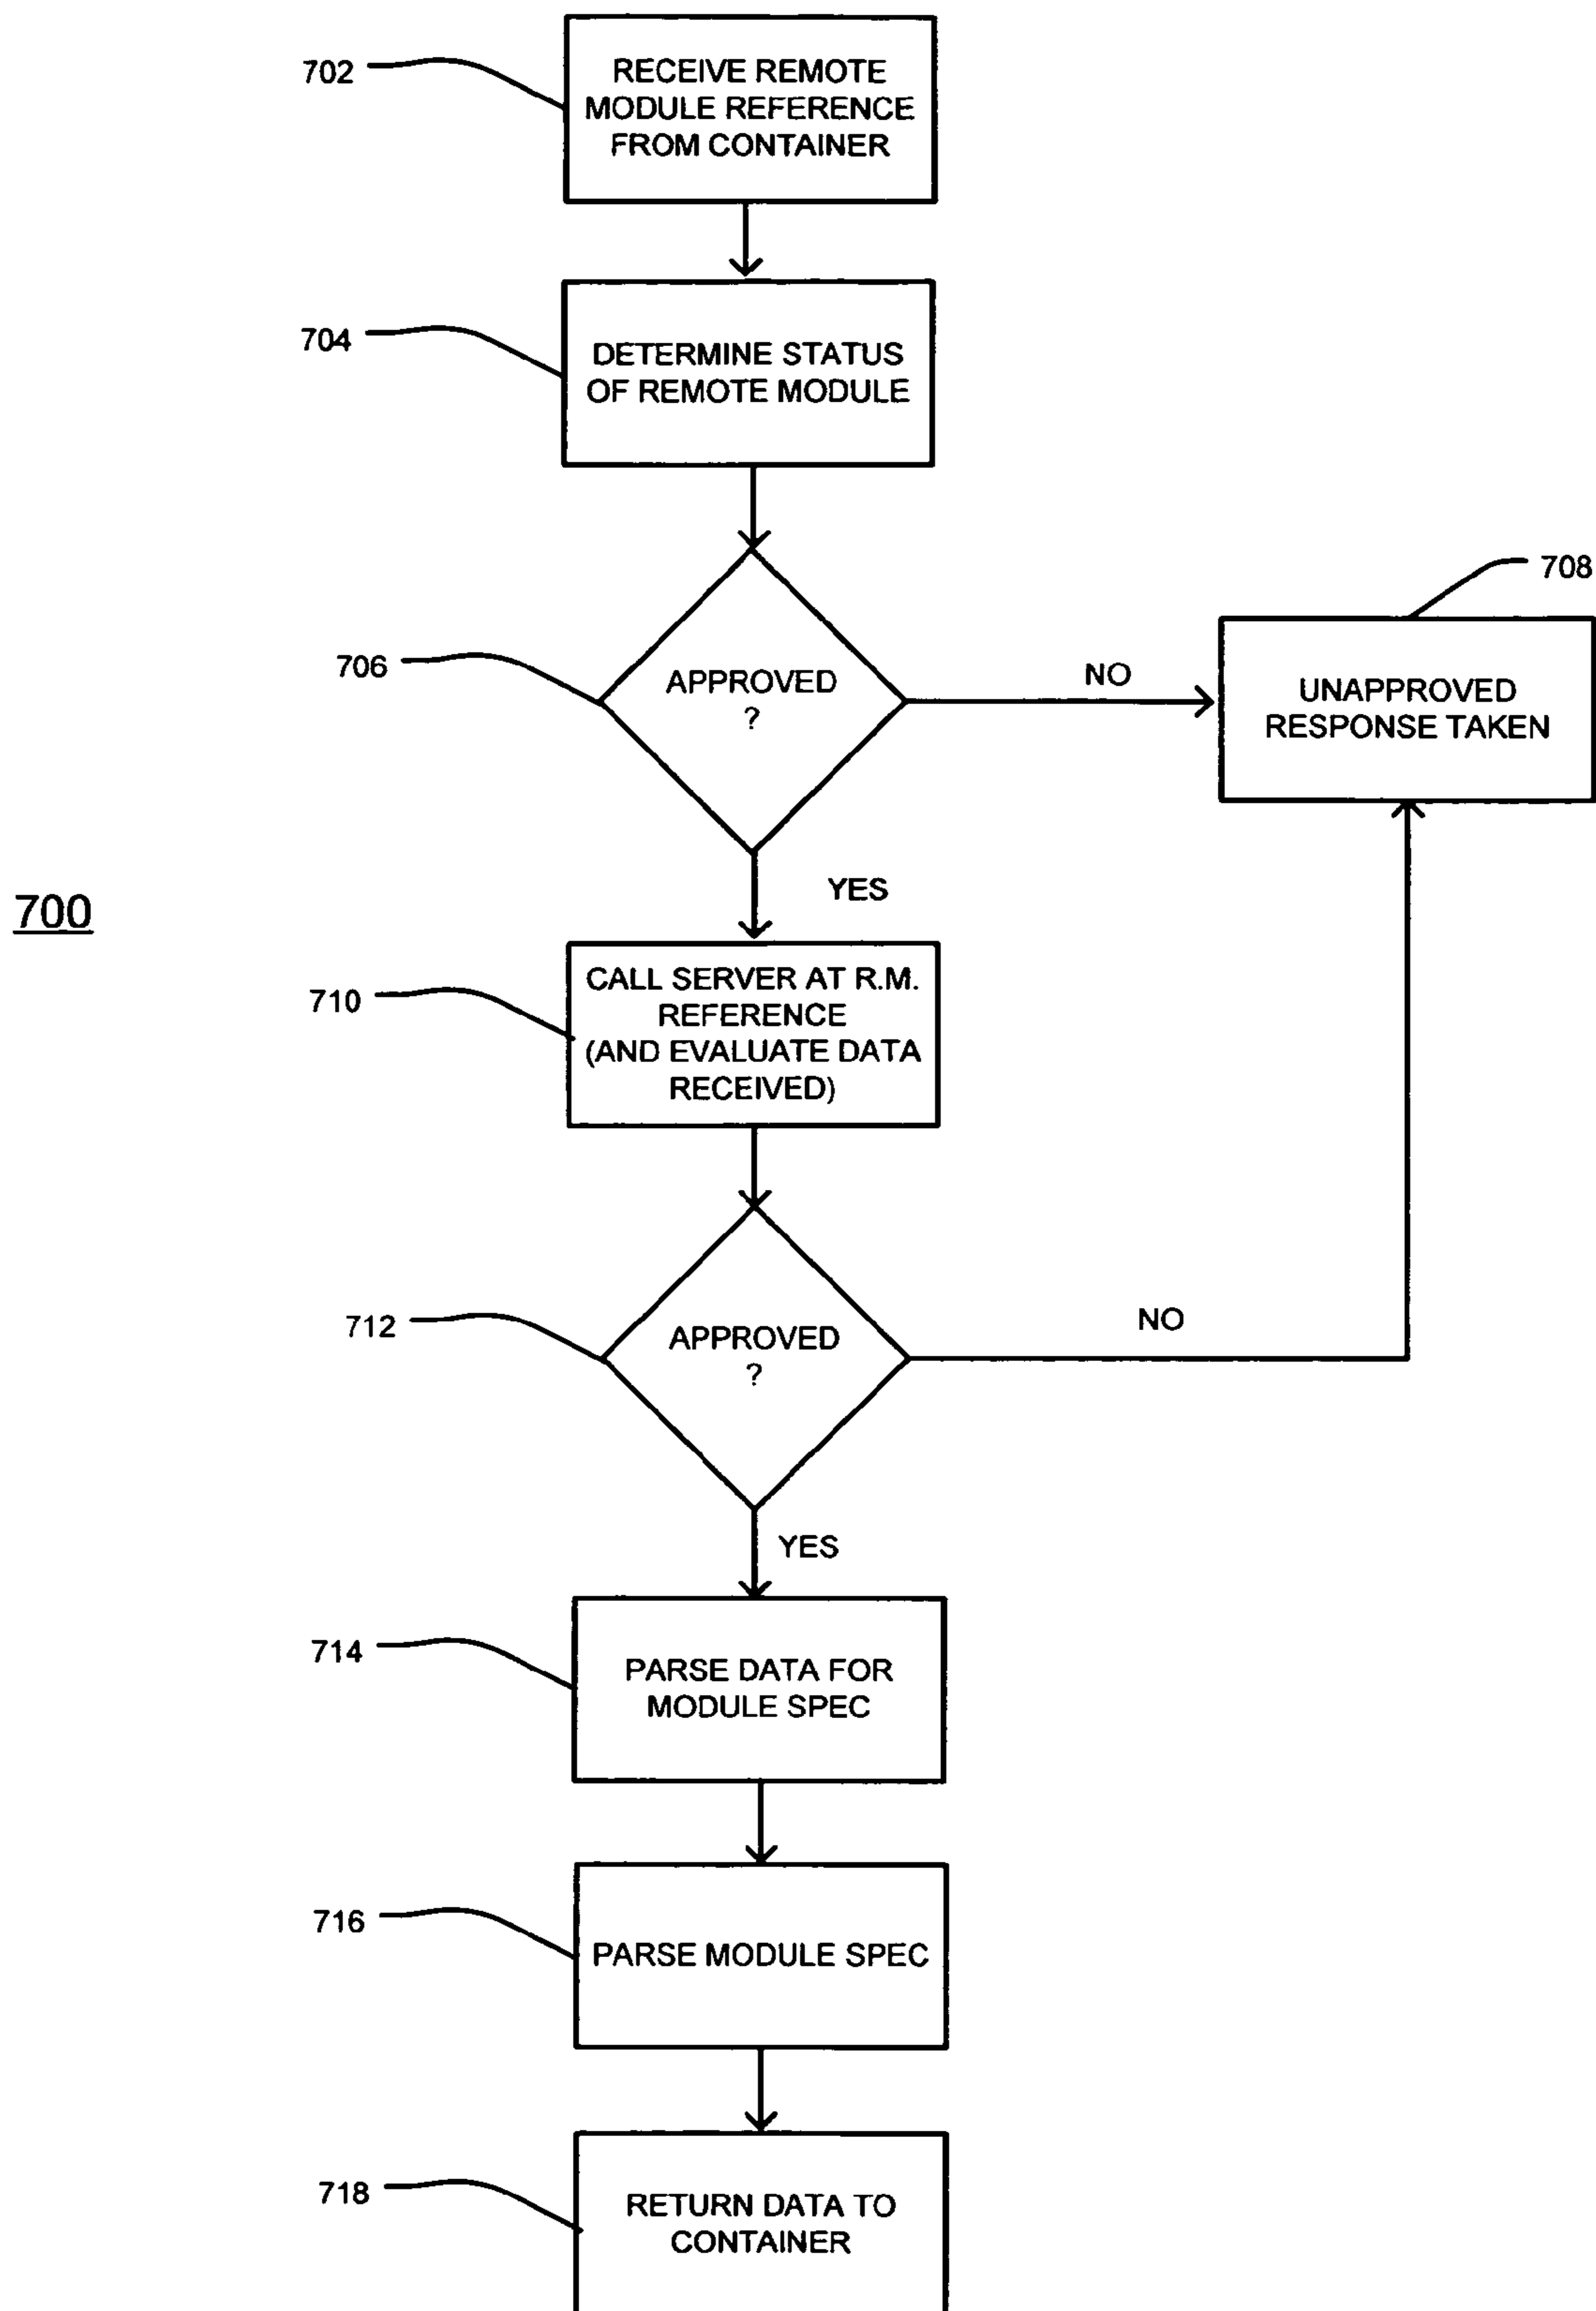 702
RECEIVE REMOTE
MODULE REFERENCE
FROM CONTAINER
704
DETERMINE STATUS
OF REMOTE MODULE
706
APPROVED
?
NO
708
UNAPPROVED
RESPONSE TAKEN
YES
700
710
CALL SERVER AT R.M.
REFERENCE
(AND EVALUATE DATA
RECEIVED)
712
APPROVED
?
NO
YES
714
PARSE DATA FOR
MODULE SPEC
716
PARSE MODULE SPEC
718
RETURN DATA TO
CONTAINER